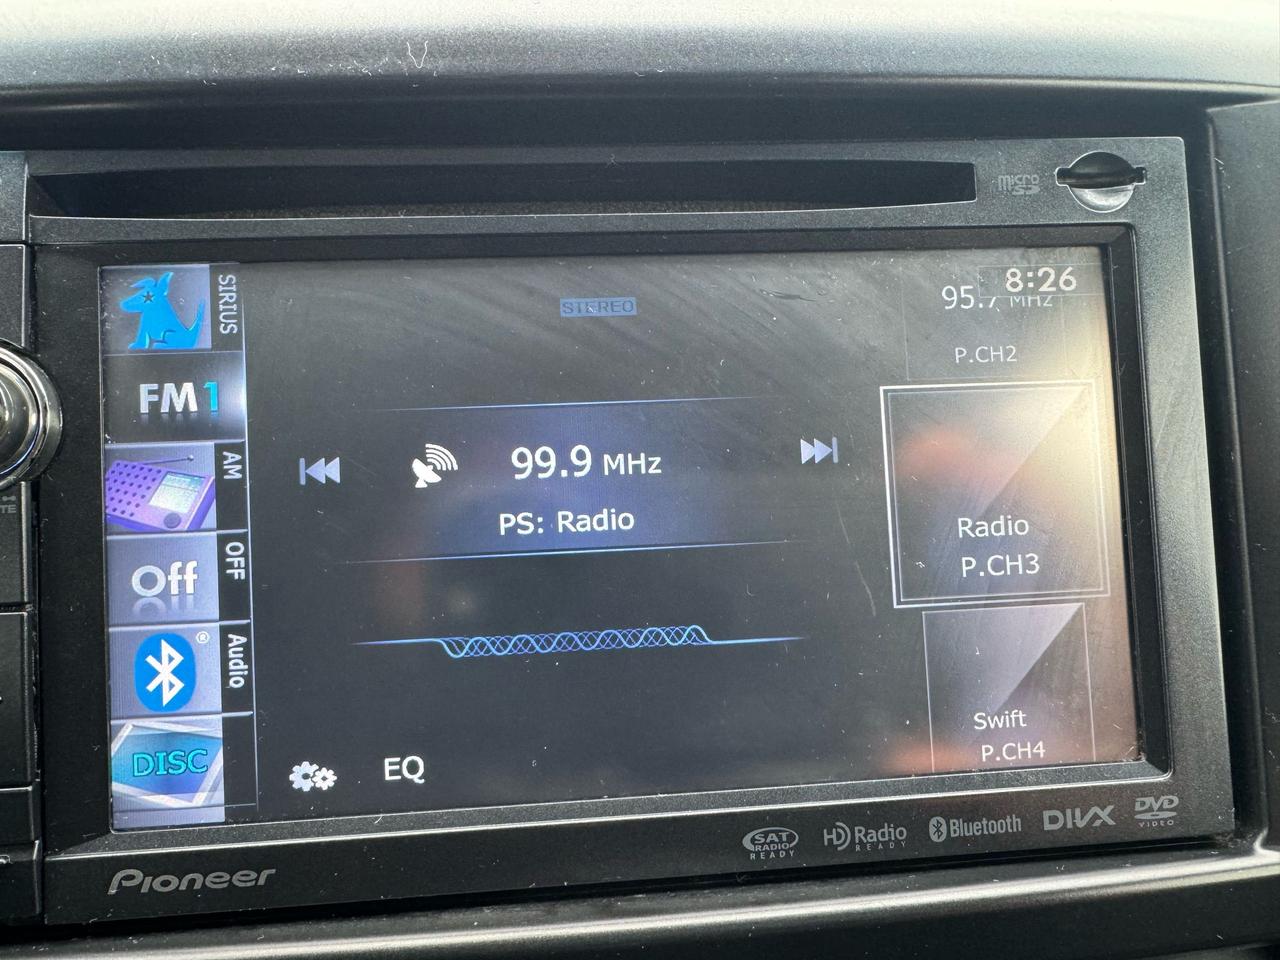 micro
SD
SIRIUS
STEREO
8:26
95.7 MHz
P.CH2
FM1
AM
99.9 MHz
PS: Radio
Radio
P.CH3
Off
OFF
® Audio
DISC
Swift
P.CH4
EQ
SAT
RADIO
READY
HD Radio
READY
Bluetooth
DIVX
DVD
VIDEO
Pioneer